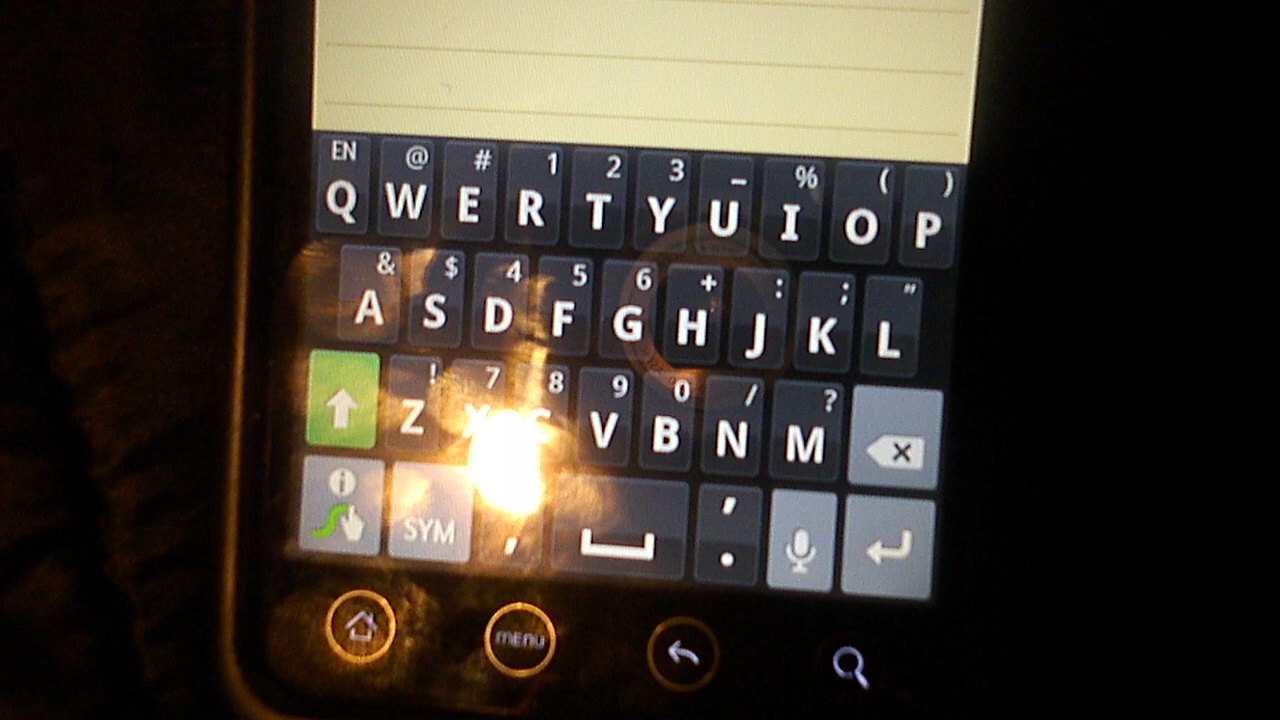 EN @ # 1 2 3 _ % ( )
Q W E R T Y U I O P
& $ 4 5 6 + : ; "
A S D F G H J K L
! 7 8 9 0 / ?
Z X C V B N M
'
SYM , .
menu